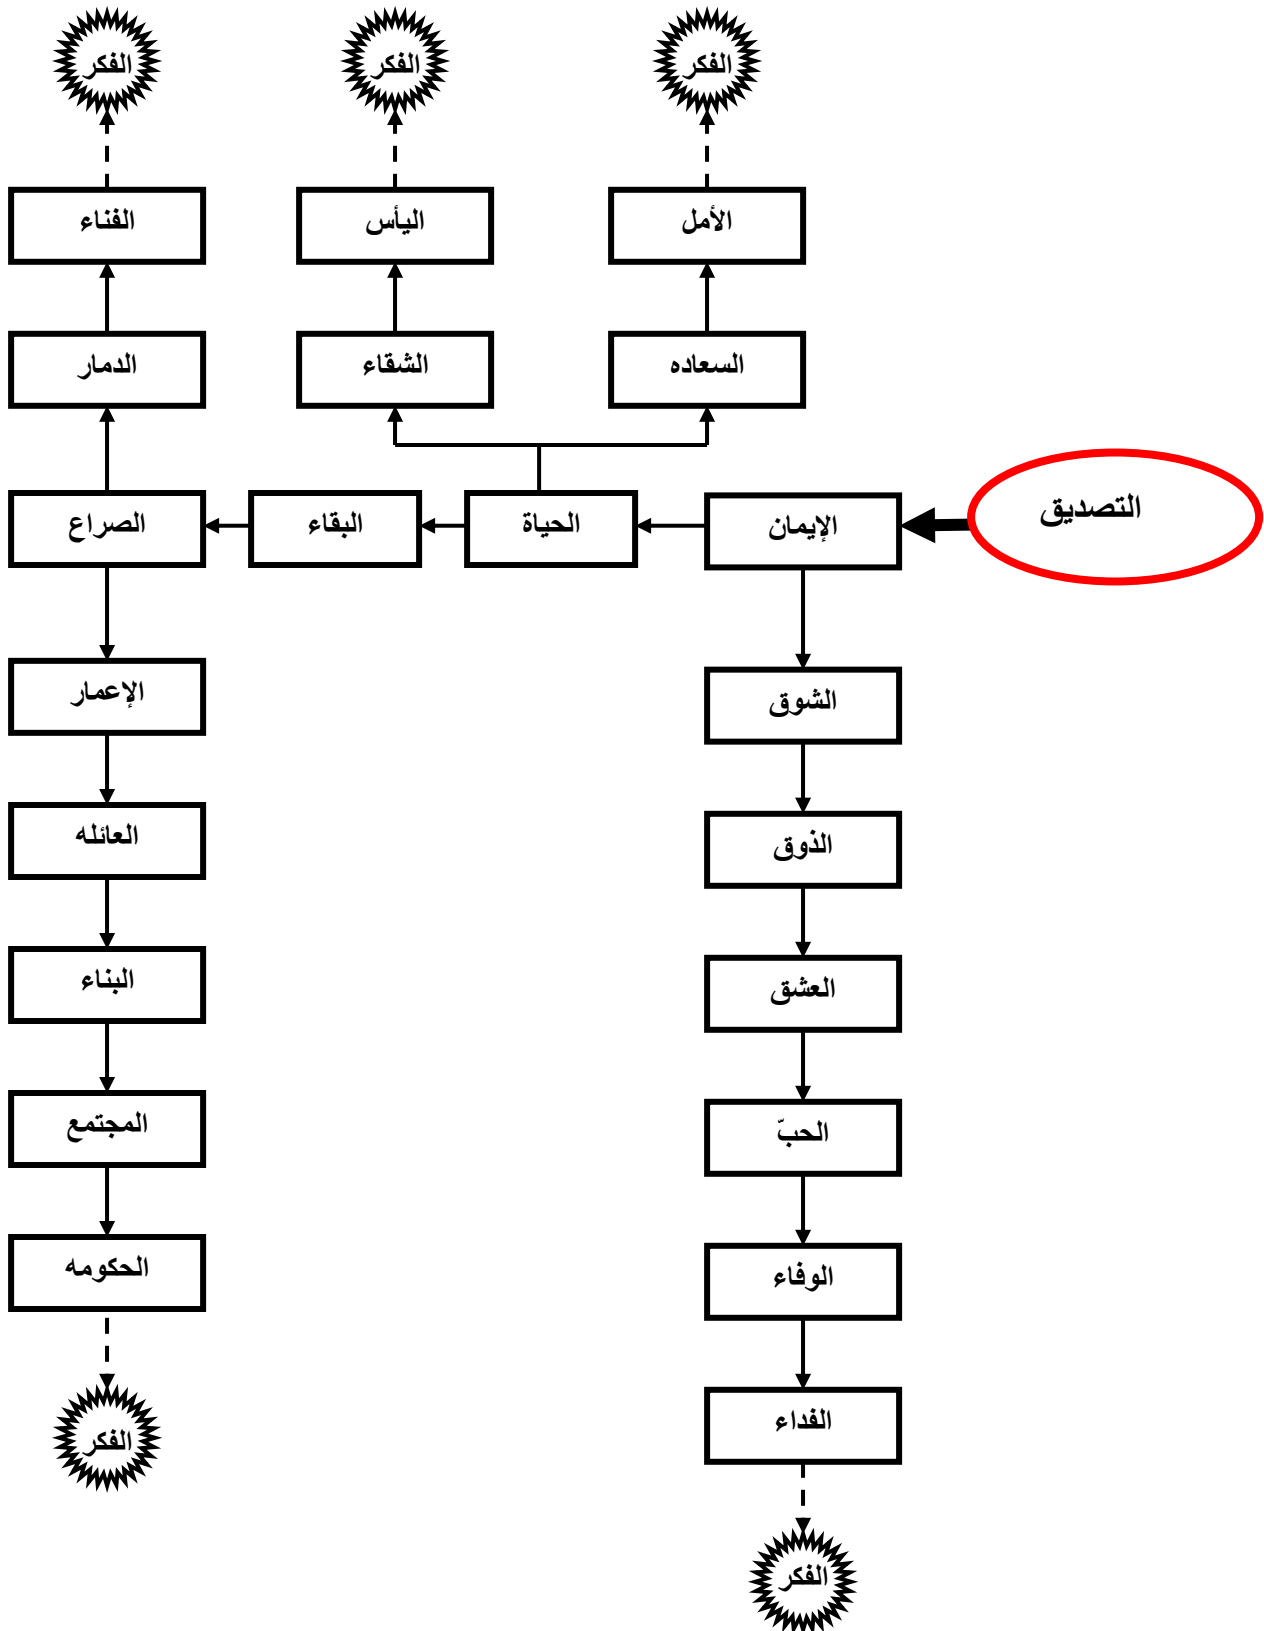 الفكر
الفكر
الفكر
الأمل
اليأس
الفناء
السعاده
الشقاء
الدمار
التصديق
الإيمان
الحياة
البقاء
الصراع
الشوق
الإعمار
الذوق
العائله
العشق
البناء
الحبّ
المجتمع
الوفاء
الحكومه
الفداء
الفكر
الفكر